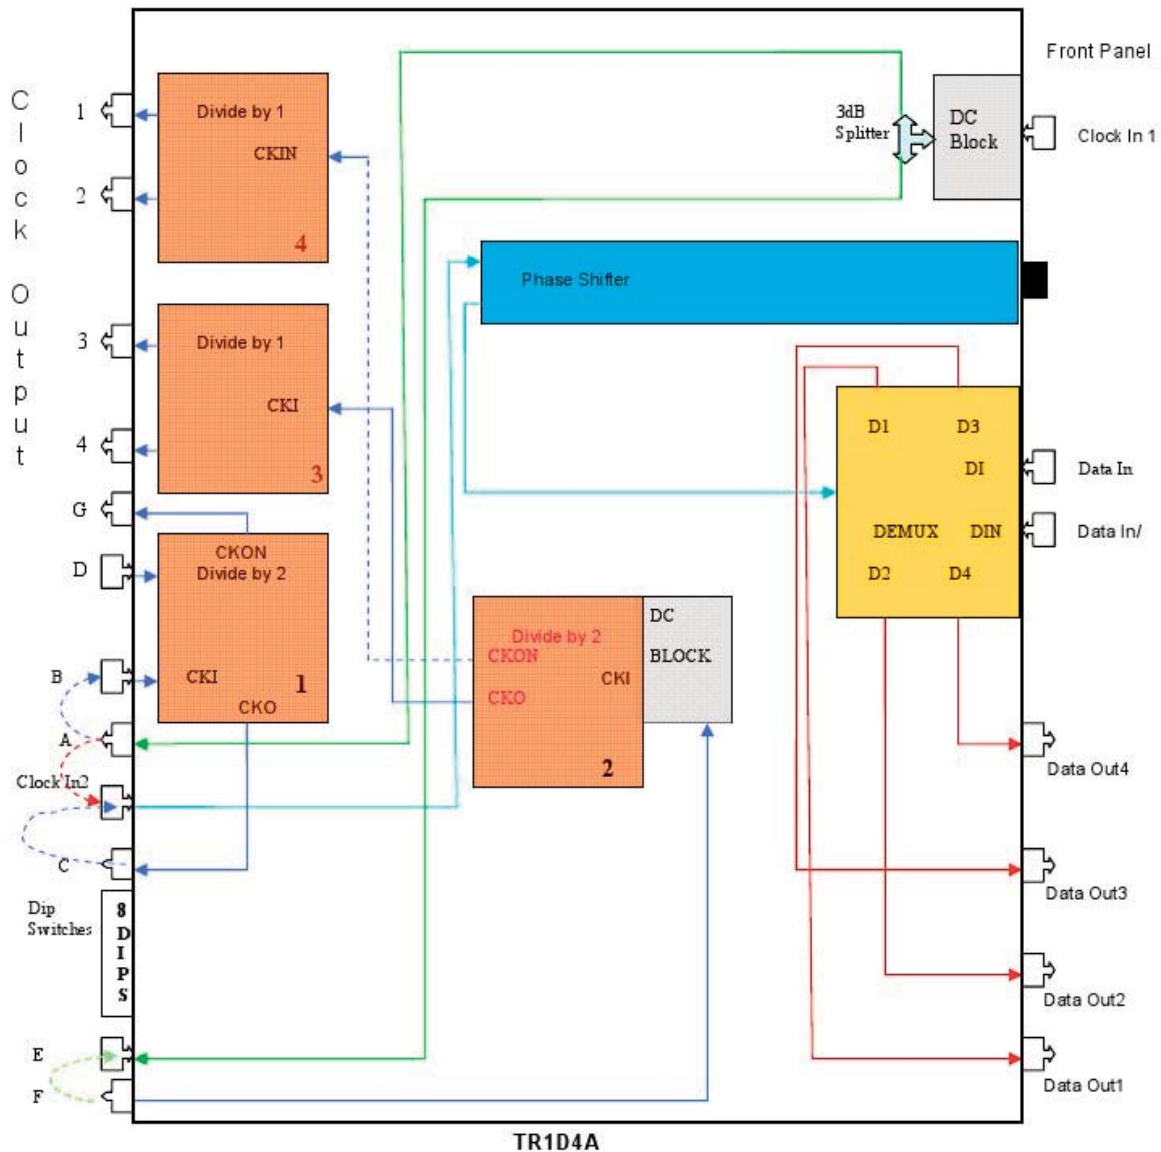 Clock
Output
1
2
3
4
G
D
B
A
Clock In2
C
Dip
Switches
8
D
I
P
S
E
F
Divide by 1
CKIN
4
Divide by 1
CKI
3
CKON
Divide by 2
CKI
1
CKO
Divide by 2
CKON
CKI
CKO
2
DC
BLOCK
3dB
Splitter
DC
Block
Phase Shifter
D1
D3
DI
DEMUX
DIN
D2
D4
Front Panel
Clock In 1
Data In
Data In/
Data Out4
Data Out3
Data Out2
Data Out1
TR1D4A